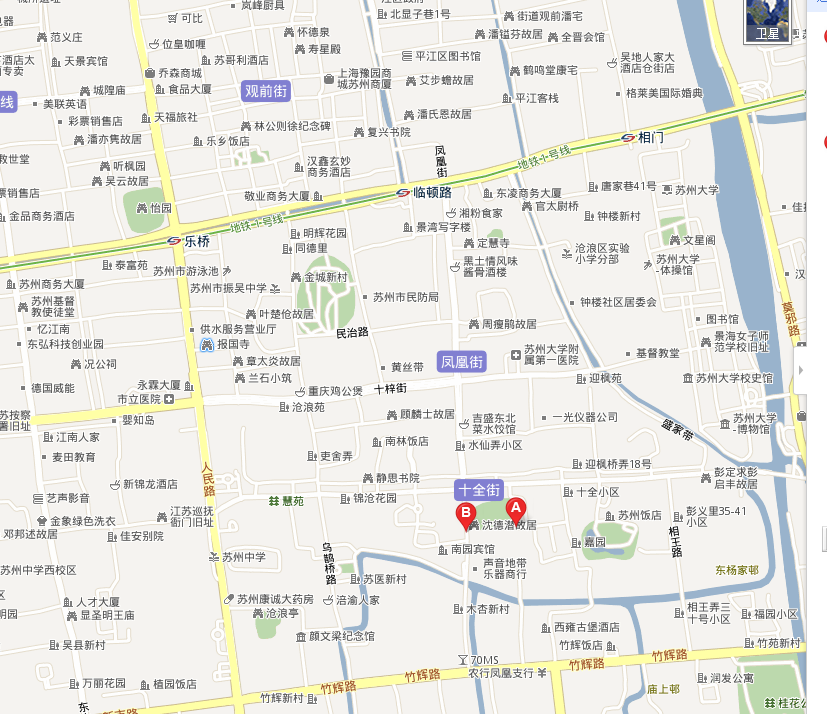 岚峰厨具
可比
北显子巷1号
街道观前潘宅
范义庄
怀德泉
潘镒芬故居
全晋会馆
位皇咖啡
寿星殿
卫星
平江区图书馆
吴地人家大
酒店仓街店
天景宾馆
苏哥利酒店
乔森商城
上海豫园商
城苏州商厦
艾步蟾故居
鹤鸣堂康宅
城隍庙
食品大厦
观前街
平江客栈
格莱美国际婚典
线
美联英语
天福旅社
潘氏恩故居
彩票销售店
林公则徐纪念碑
复兴书院
潘亦隽故居
乐乡饭店
相门
救世堂
听枫园
汉鑫玄妙
商务酒店
凤凰街
地铁1号线
吴云故居
票销售店
敬业商务大厦
临顿路
东凌商务大厦
唐家巷41号
苏州大学
怡园
金品商务酒店
湘粉食家
官太尉桥
钟楼新村
地铁1号线
景湾写字楼
乐桥
明辉花园
定慧寺
文星阁
同德里
沧浪区实验
小学分部
泰富苑
苏州市游泳池
黑土情风味
酱骨酒楼
苏州大学
-体操馆
金城新村
苏州商务大厦
苏州市振吴中学
苏州市民防局
苏州基督
教使徒堂
钟楼社区居委会
叶楚伧故居
莫邪路
忆江南
供水服务营业厅
周瘦鹃故居
图书馆
东弘科技创业园
报国寺
民治路
景海女子师
范学校旧址
章太炎故居
凤凰街
苏州大学附
属第一医院
基督教堂
况公祠
兰石小筑
黄丝带
迎枫苑
苏州大学校史馆
德国威能
永霖大厦
市立医院
重庆鸡公煲
十梓街
沧浪苑
顾麟士故居
婴知岛
吉盛东北
菜水饺馆
一光仪器公司
苏州大学
-博物馆
盛家带
江南人家
南林饭店
水仙弄小区
麦田教育
吏舍弄
迎枫桥弄18号
人民路
静思书院
彭定求彭
启丰故居
新锦龙酒店
十全街
艺声影音
慧苑
锦沧花园
十全小区
江苏巡抚
衙门旧址
B
A
彭义里35-41
小区
金象绿色洗衣
沈德潜故居
苏州饭店
邓邦述故居
佳安别院
嘉园
相王路
乌鹊桥路
南园宾馆
苏州中学
声音地带
乐器商行
苏州中学西校区
苏医新村
东杨家邨
人才大厦
苏州康诚大药房
涪渝人家
木杏新村
相王弄三
十号小区
福园小区
显圣明王庙
沧浪亭
西雍古堡酒店
颜文梁纪念馆
吴县新村
竹辉饭店
竹苑新村
70MS
竹辉路
农行凤凰支行
竹辉路
竹辉路
万丽花园
植园饭店
润发公寓
竹辉新村
庙上邨
桂花公